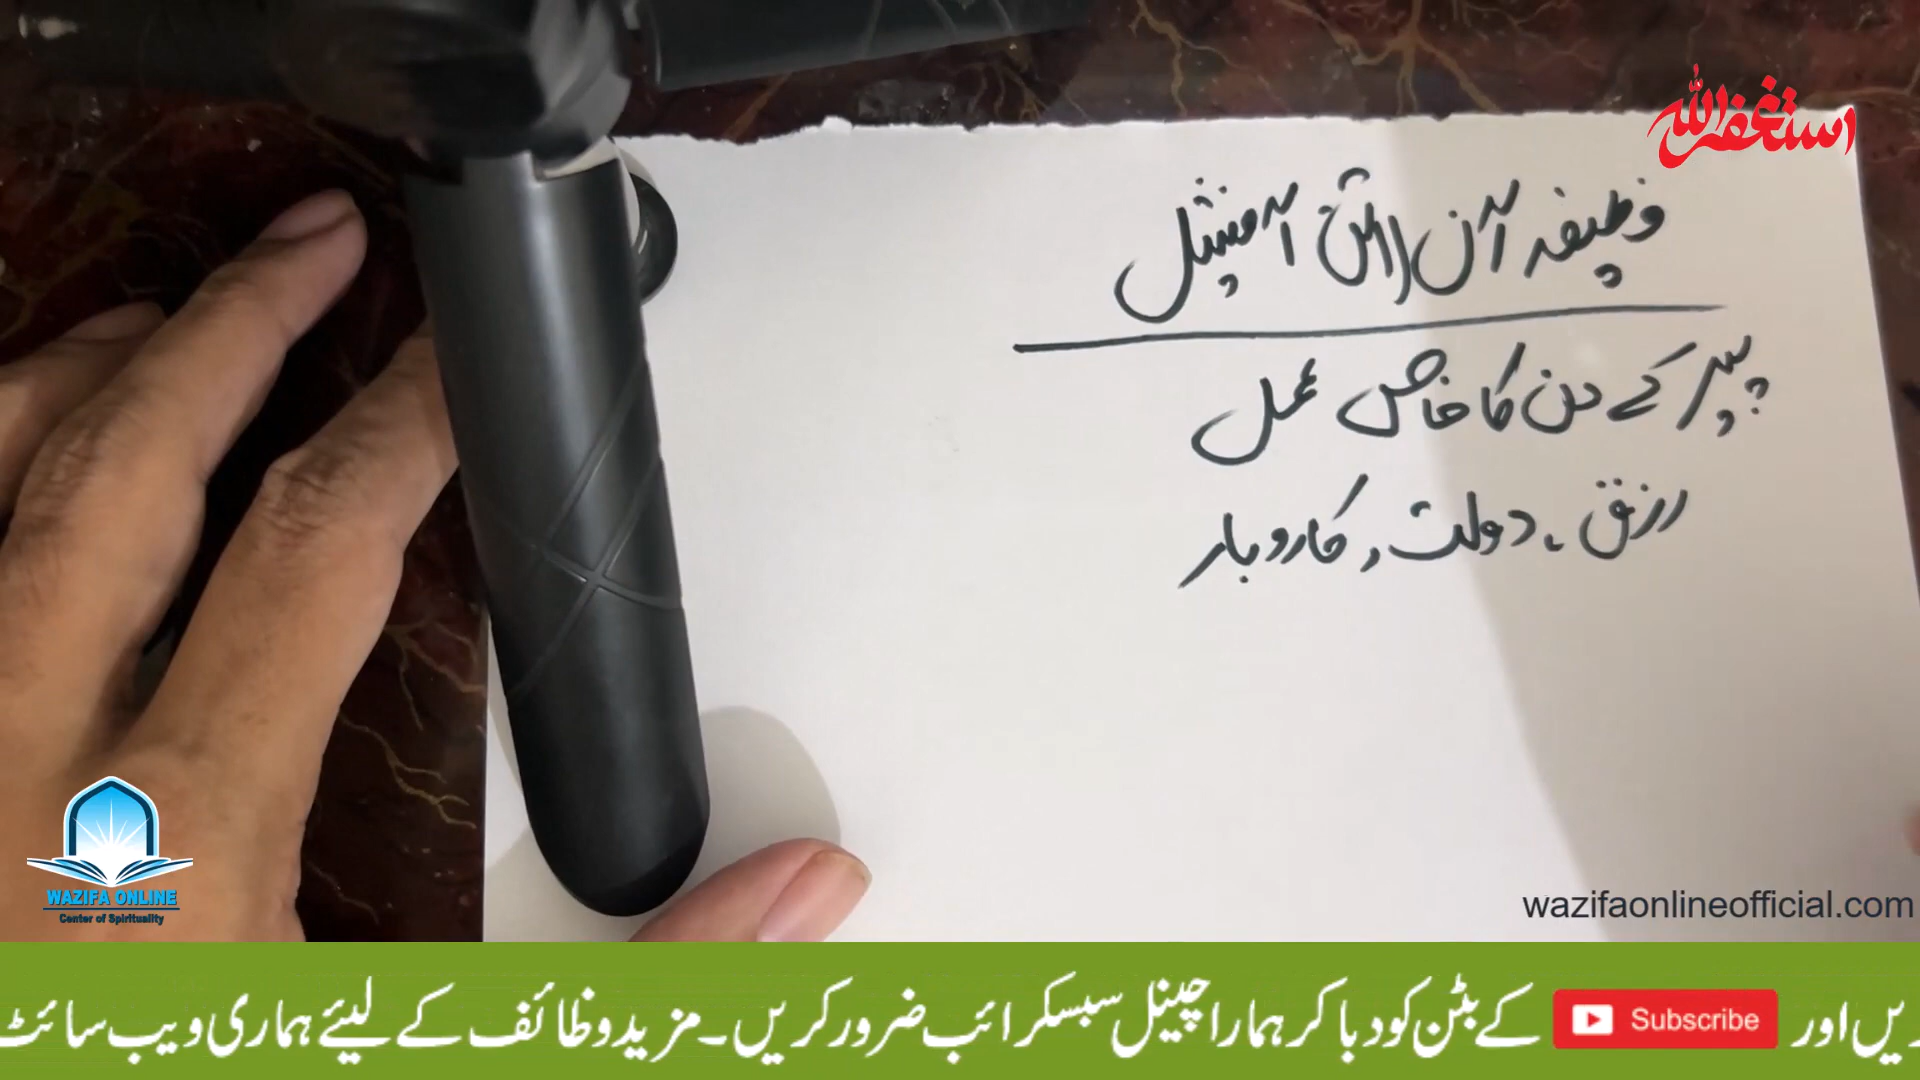 استغفراللہ
وظیفہ آن لائن آفیشل
پیر کے دن کا خاص عمل
رزق، دولت، کاروبار
WAZIFA ONLINE
Center of Spirituality
wazifaonlineofficial.com
ریں اور Subscribe کے بٹن کو دبا کر ہمارا چینل سبسکرائب ضرور کریں۔ مزید وظائف کے لیئے ہماری ویب سائٹ